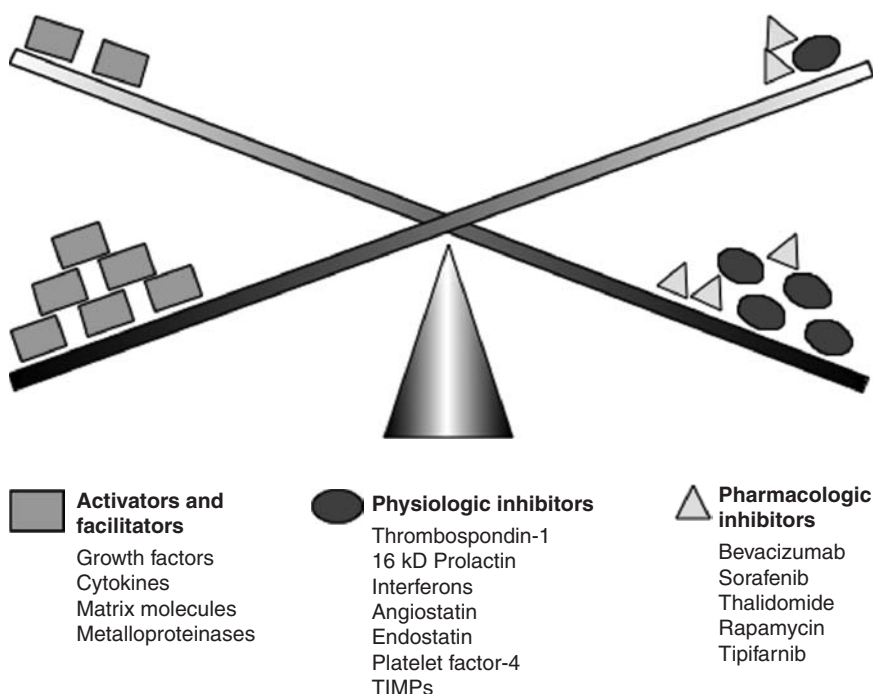 Activators and
facilitators
Growth factors
Cytokines
Matrix molecules
Metalloproteinases
Physiologic inhibitors
Thrombospondin-1
16 kD Prolactin
Interferons
Angiostatin
Endostatin
Platelet factor-4
TIMPs
Pharmacologic
inhibitors
Bevacizumab
Sorafenib
Thalidomide
Rapamycin
Tipifarnib